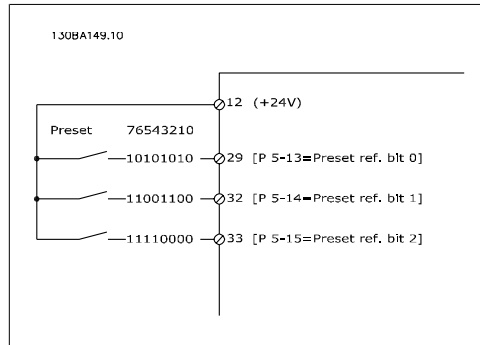 130BA149.10
12 (+24V)
Preset 76543210
10101010 29 [P 5-13=Preset ref. bit 0]
11001100 32 [P 5-14=Preset ref. bit 1]
11110000 33 [P 5-15=Preset ref. bit 2]